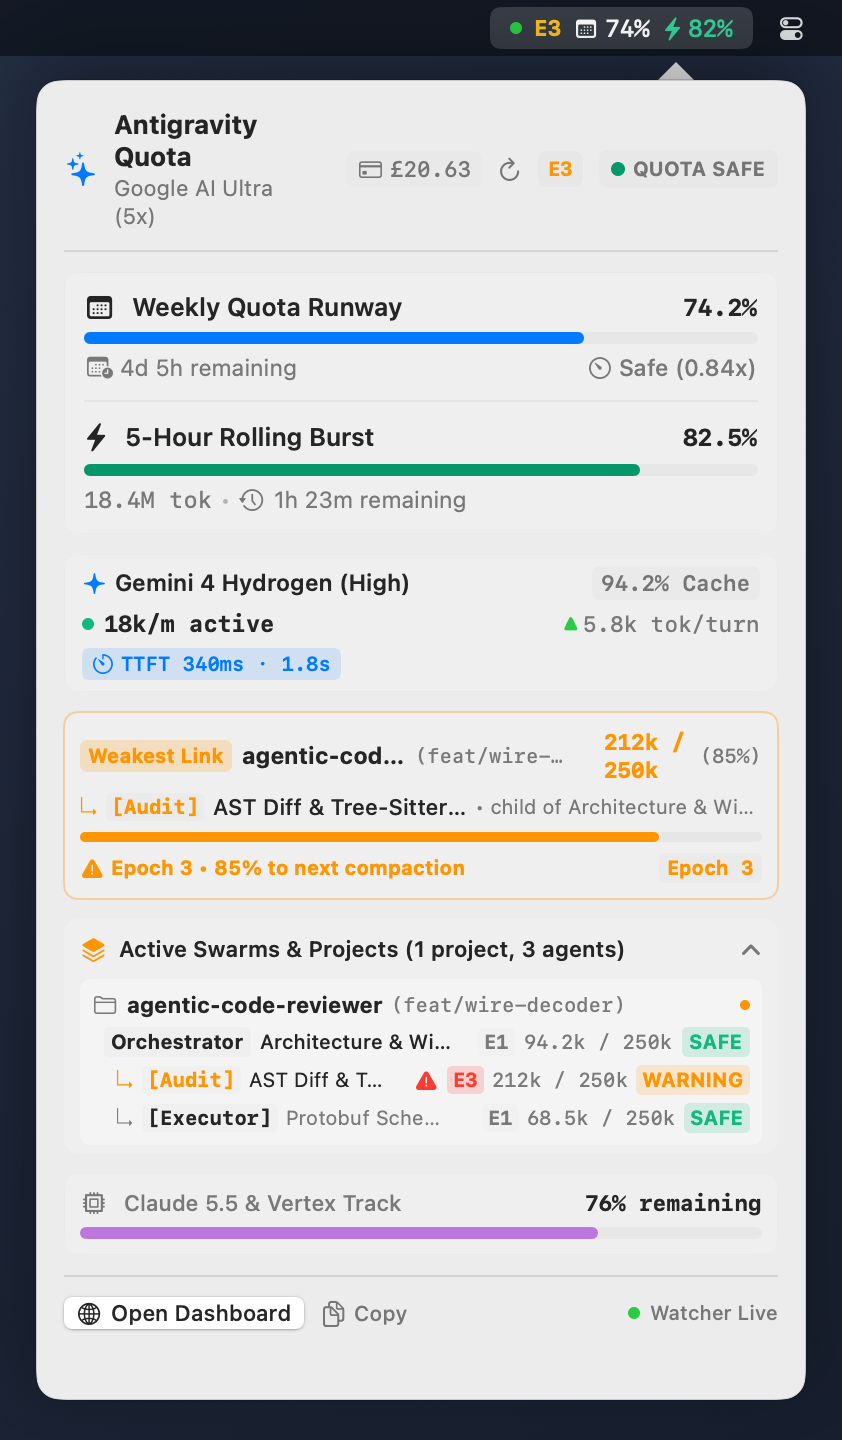 E3 74% 82%
Antigravity
Quota
Google AI Ultra
(5x)
£20.63 E3 QUOTA SAFE
Weekly Quota Runway 74.2%
4d 5h remaining Safe (0.84x)
5-Hour Rolling Burst 82.5%
18.4M tok • 1h 23m remaining
Gemini 4 Hydrogen (High) 94.2% Cache
18k/m active 5.8k tok/turn
TTFT 340ms · 1.8s
Weakest Link agentic-cod... (feat/wire-… 212k / 250k (85%)
[Audit] AST Diff & Tree-Sitter... • child of Architecture & Wi...
Epoch 3 • 85% to next compaction Epoch 3
Active Swarms & Projects (1 project, 3 agents)
agentic-code-reviewer (feat/wire-decoder)
Orchestrator Architecture & Wi... E1 94.2k / 250k SAFE
[Audit] AST Diff & T... E3 212k / 250k WARNING
[Executor] Protobuf Sche... E1 68.5k / 250k SAFE
Claude 5.5 & Vertex Track 76% remaining
Open Dashboard Copy Watcher Live